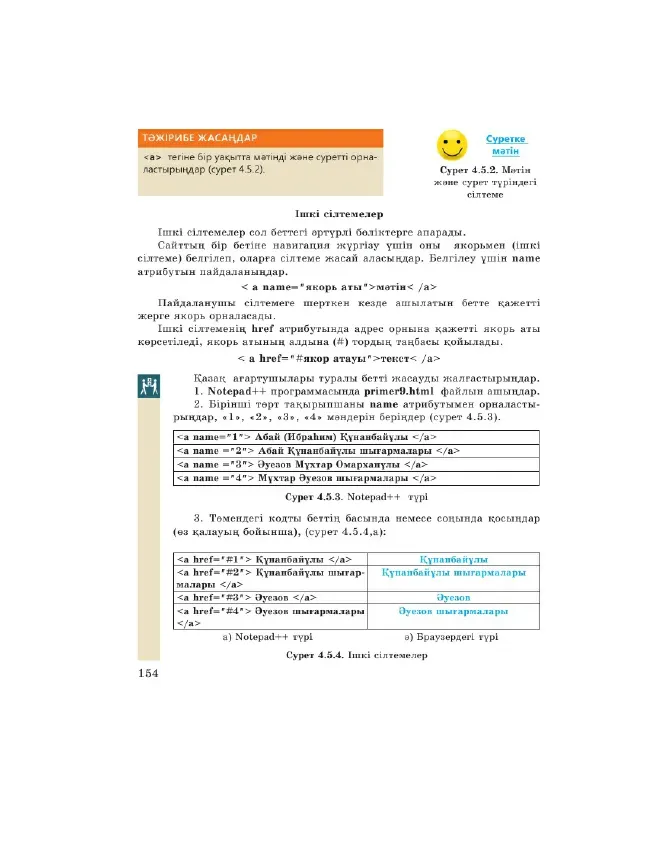 ТӘЖІРИБЕ ЖАСАҢДАР
<a> тегіне бір уақытта мәтінді және суретті орна-
ластырыңдар (сурет 4.5.2).
Суретке
мәтін
Сурет 4.5.2. Мәтін
және сурет түріндегі
сілтеме
Ішкі сілтемелер
Ішкі сілтемелер сол беттегі әртүрлі бөліктерге апарады.
Сайттың бір бетіне навигация жүргізу үшін оны якорьмен (ішкі
сілтеме) белгілеп, оларға сілтеме жасай аласыңдар. Белгілеу үшін name
атрибутын пайдаланыңдар.
< a name="якорь аты">мәтін< /a>
Пайдаланушы сілтемеге шерткен кезде ашылатын бетте қажетті
жерге якорь орналасады.
Ішкі сілтеменің href атрибутында адрес орнына қажетті якорь аты
көрсетіледі, якорь атының алдына (#) тордың таңбасы қойылады.
< a href="#якор атауы">текст< /a>
Қазақ ағартушылары туралы бетті жасауды жалғастырыңдар.
1. Notepad++ программасында primer9.html файлын ашыңдар.
2. Бірінші төрт тақырыпшаны name атрибутымен орналасты-
рыңдар, «1», «2», «3», «4» мәндерін беріңдер (сурет 4.5.3).
<a name="1"> Абай (Ибраһим) Құнанбайұлы </a>
<a name ="2"> Абай Құнанбайұлы шығармалары </a>
<a name ="3"> Әуезов Мұхтар Омарханұлы </a>
<a name ="4"> Мұхтар Әуезов шығармалары </a>
Сурет 4.5.3. Notepad++ түрі
3. Төмендегі кодты беттің басында немесе соңында қосыңдар
(өз қалауың бойынша), (сурет 4.5.4,а):
<a href="#1"> Құнанбайұлы </a> Құнанбайұлы
<a href="#2"> Құнанбайұлы шығар- Құнанбайұлы шығармалары
малары </a>
<a href="#3"> Әуезов </a> Әуезов
<a href="#4"> Әуезов шығармалары Әуезов шығармалары
</a>
а) Notepad++ түрі ә) Браузердегі түрі
Сурет 4.5.4. Ішкі сілтемелер
154